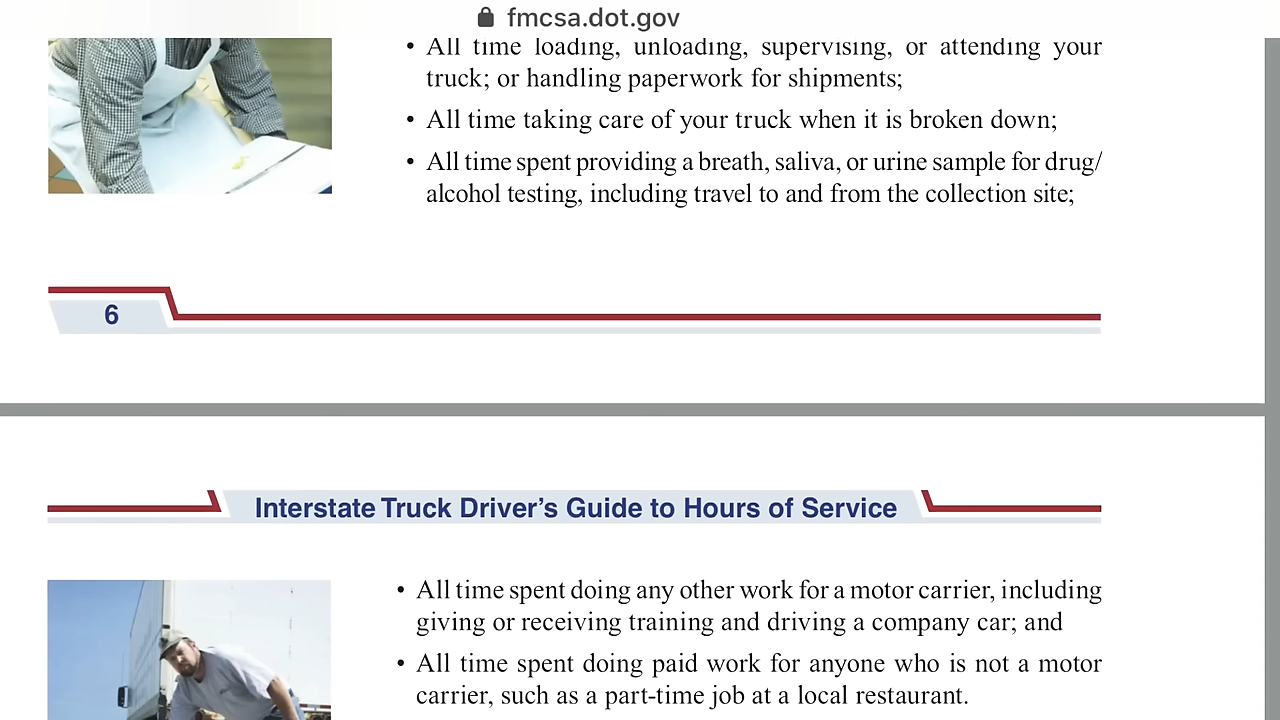 fmcsa.dot.gov
• All time loading, unloading, supervising, or attending your
truck; or handling paperwork for shipments;
• All time taking care of your truck when it is broken down;
• All time spent providing a breath, saliva, or urine sample for drug/
alcohol testing, including travel to and from the collection site;
6
Interstate Truck Driver’s Guide to Hours of Service
• All time spent doing any other work for a motor carrier, including
giving or receiving training and driving a company car; and
• All time spent doing paid work for anyone who is not a motor
carrier, such as a part-time job at a local restaurant.